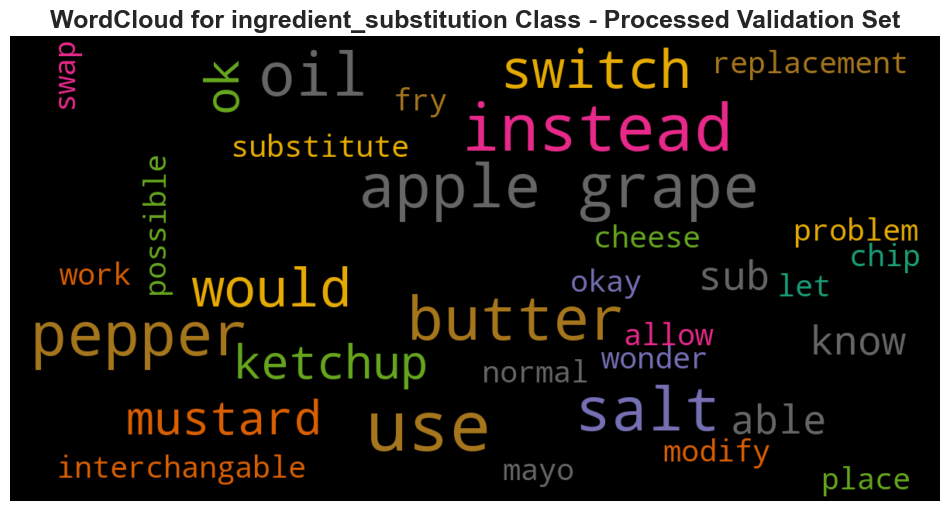 WordCloud for ingredient_substitution Class - Processed Validation Set
swap
ok
oil
fry
switch
replacement
instead
substitute
possible
apple grape
cheese
problem
chip
work
would
okay
sub
let
pepper
butter
allow
know
ketchup
wonder
normal
mustard
use
salt
able
modify
interchangable
mayo
place